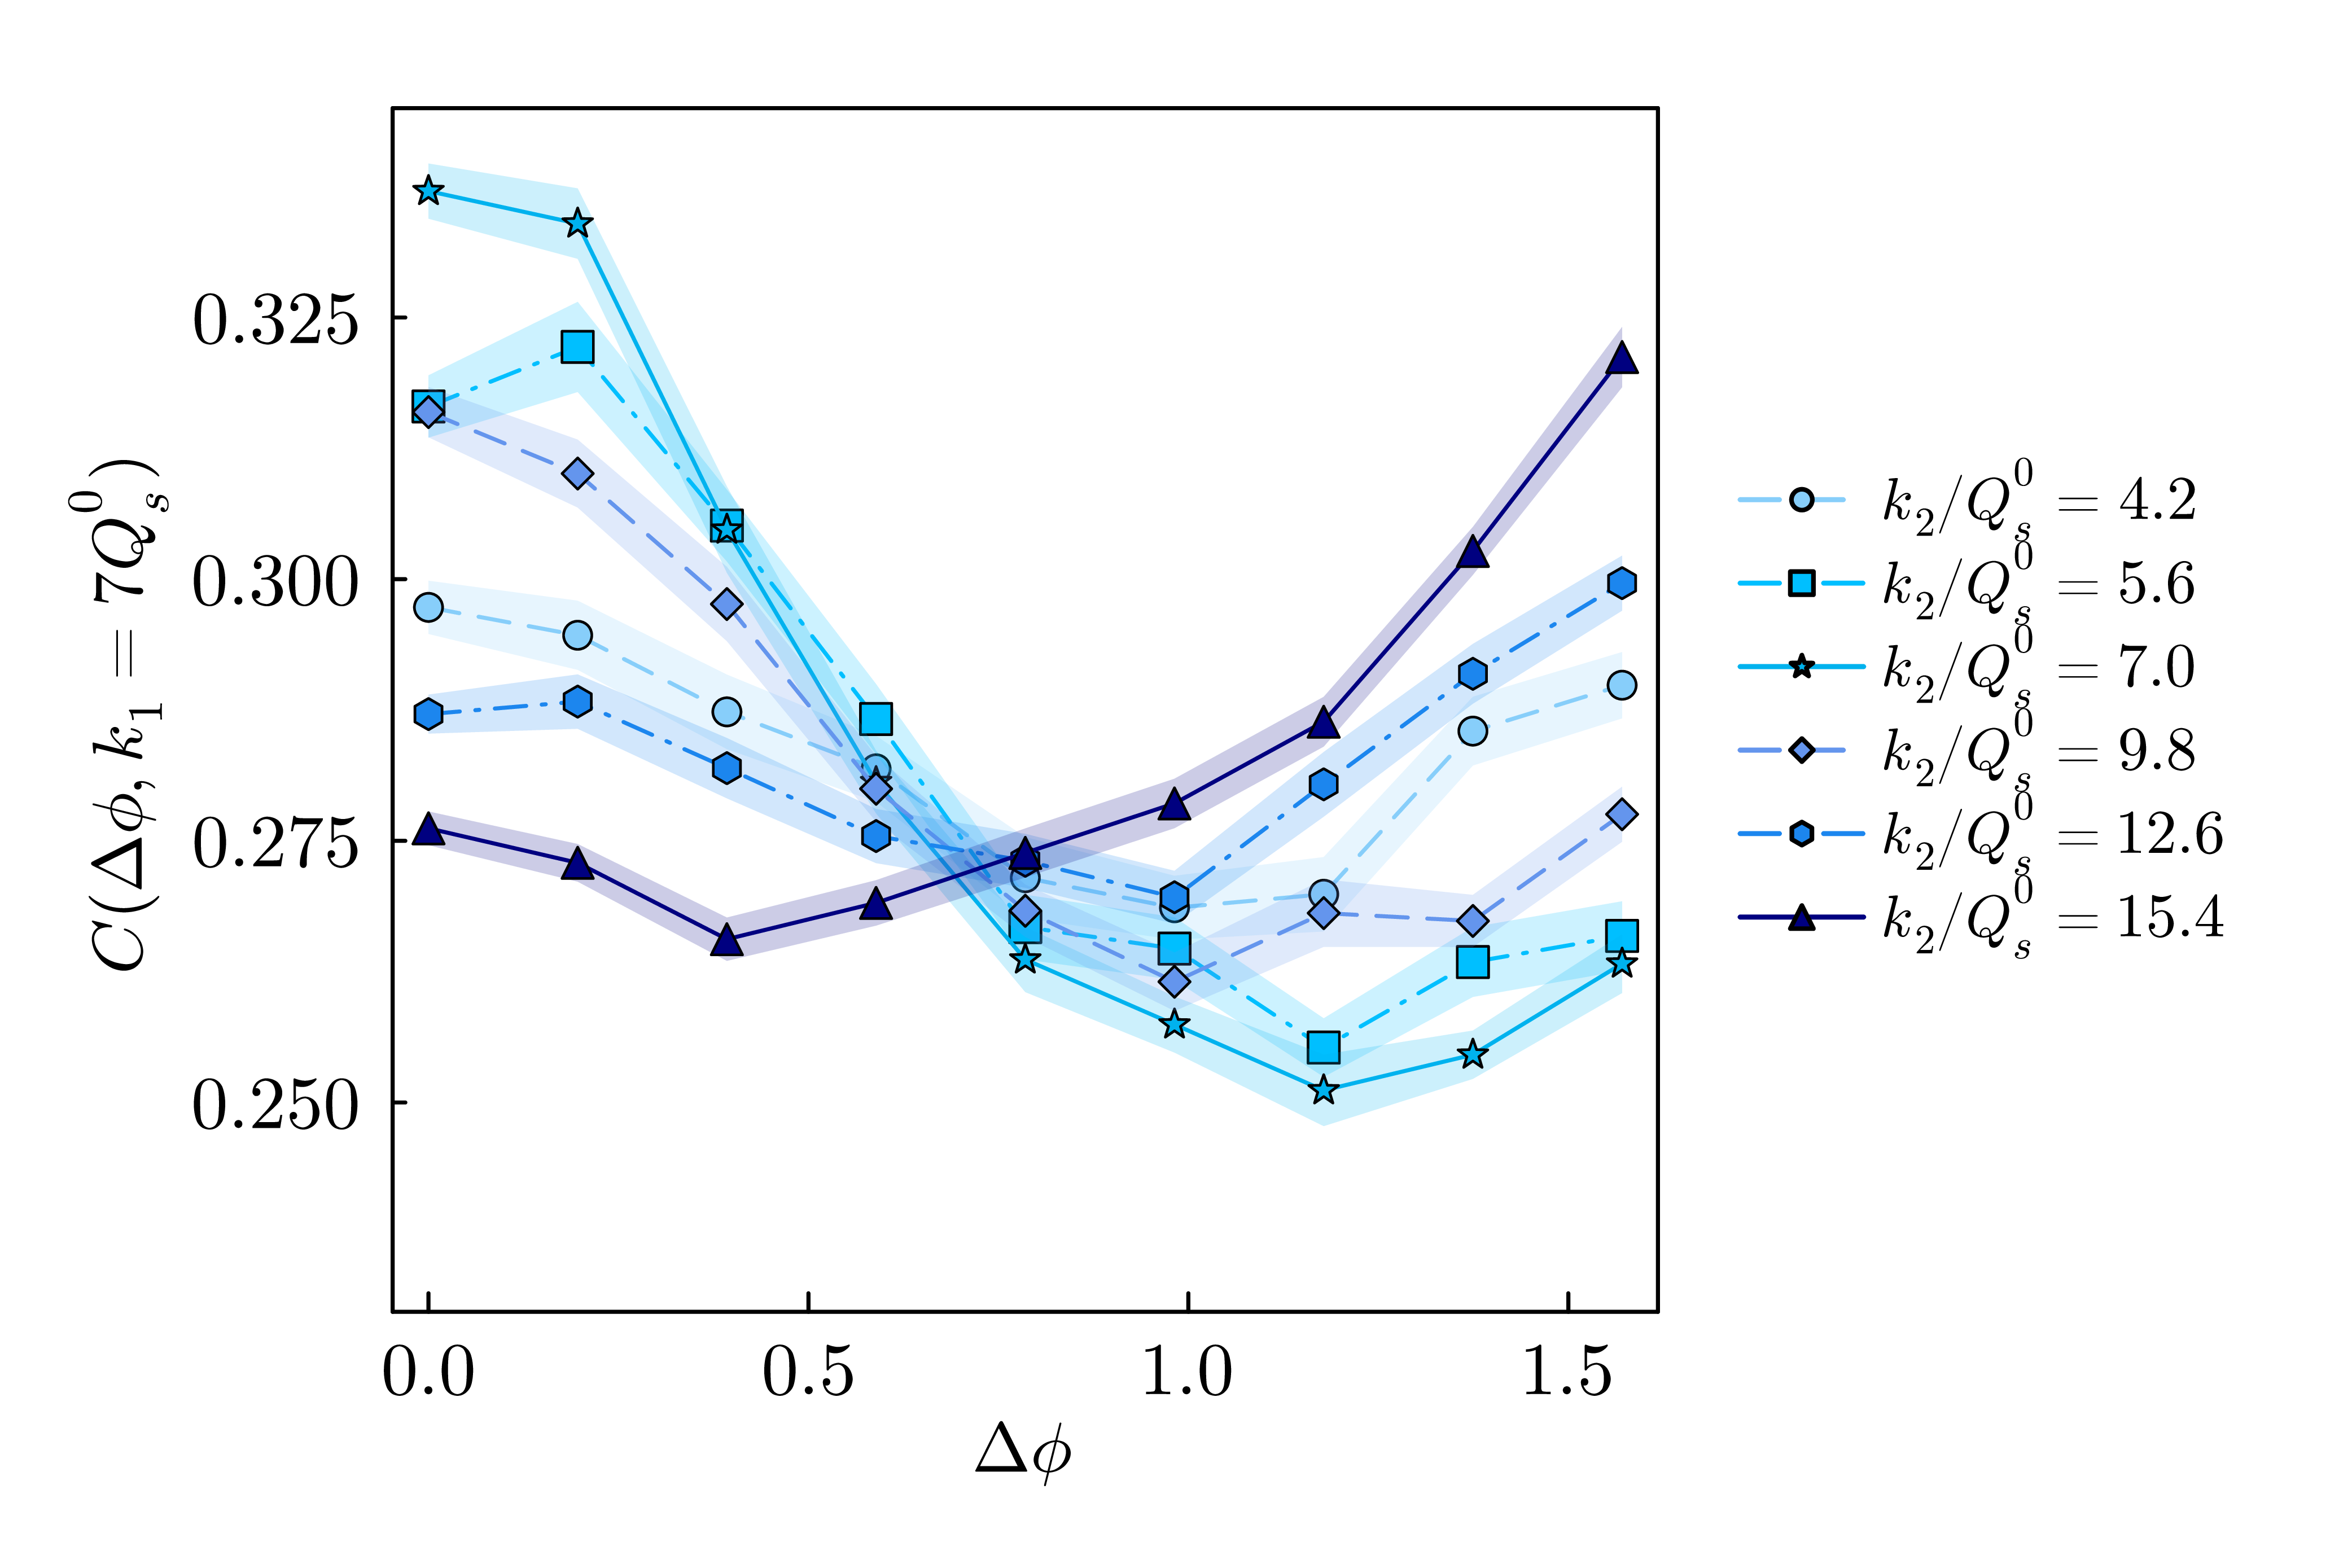 C(Δϕ, k₁ = 7Q⁰ₛ)
0.325
0.300
0.275
0.250
0.0 0.5 1.0 1.5
Δϕ
k₂/Q⁰ₛ = 4.2
k₂/Q⁰ₛ = 5.6
k₂/Q⁰ₛ = 7.0
k₂/Q⁰ₛ = 9.8
k₂/Q⁰ₛ = 12.6
k₂/Q⁰ₛ = 15.4